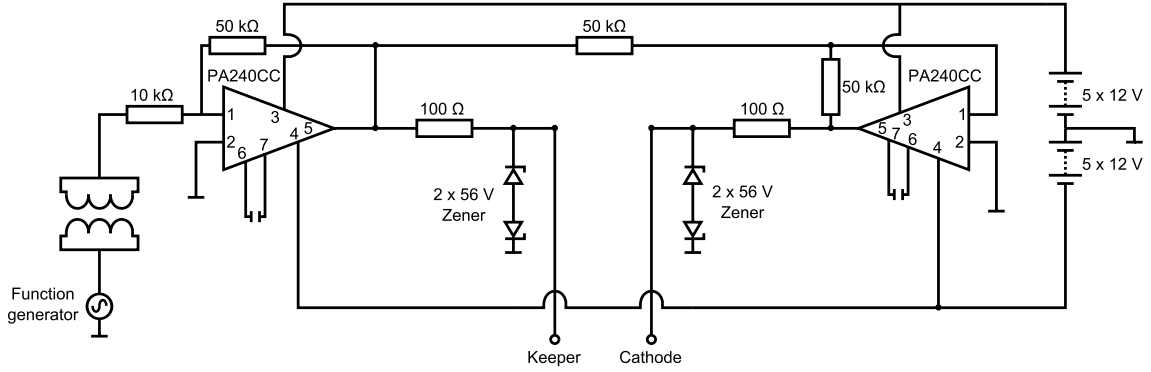 50 kΩ
50 kΩ
PA240CC
PA240CC
10 kΩ
50 kΩ
5 x 12 V
100 Ω
100 Ω
1
3
3
1
2
4
5
5
7
6
4
2
6
7
5 x 12 V
2 x 56 V
Zener
2 x 56 V
Zener
Function
generator
Keeper
Cathode